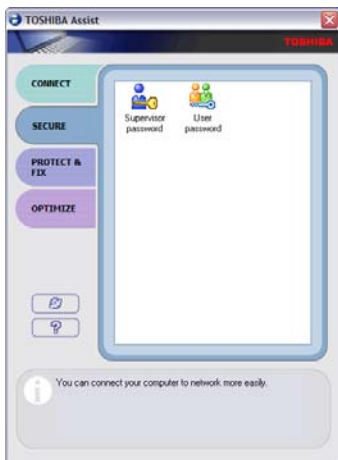 TOSHIBA Assist
TOSHIBA
CONNECT
SECURE
PROTECT &
FIX
OPTIMIZE
Supervisor
password
User
password
You can connect your computer to network more easily.